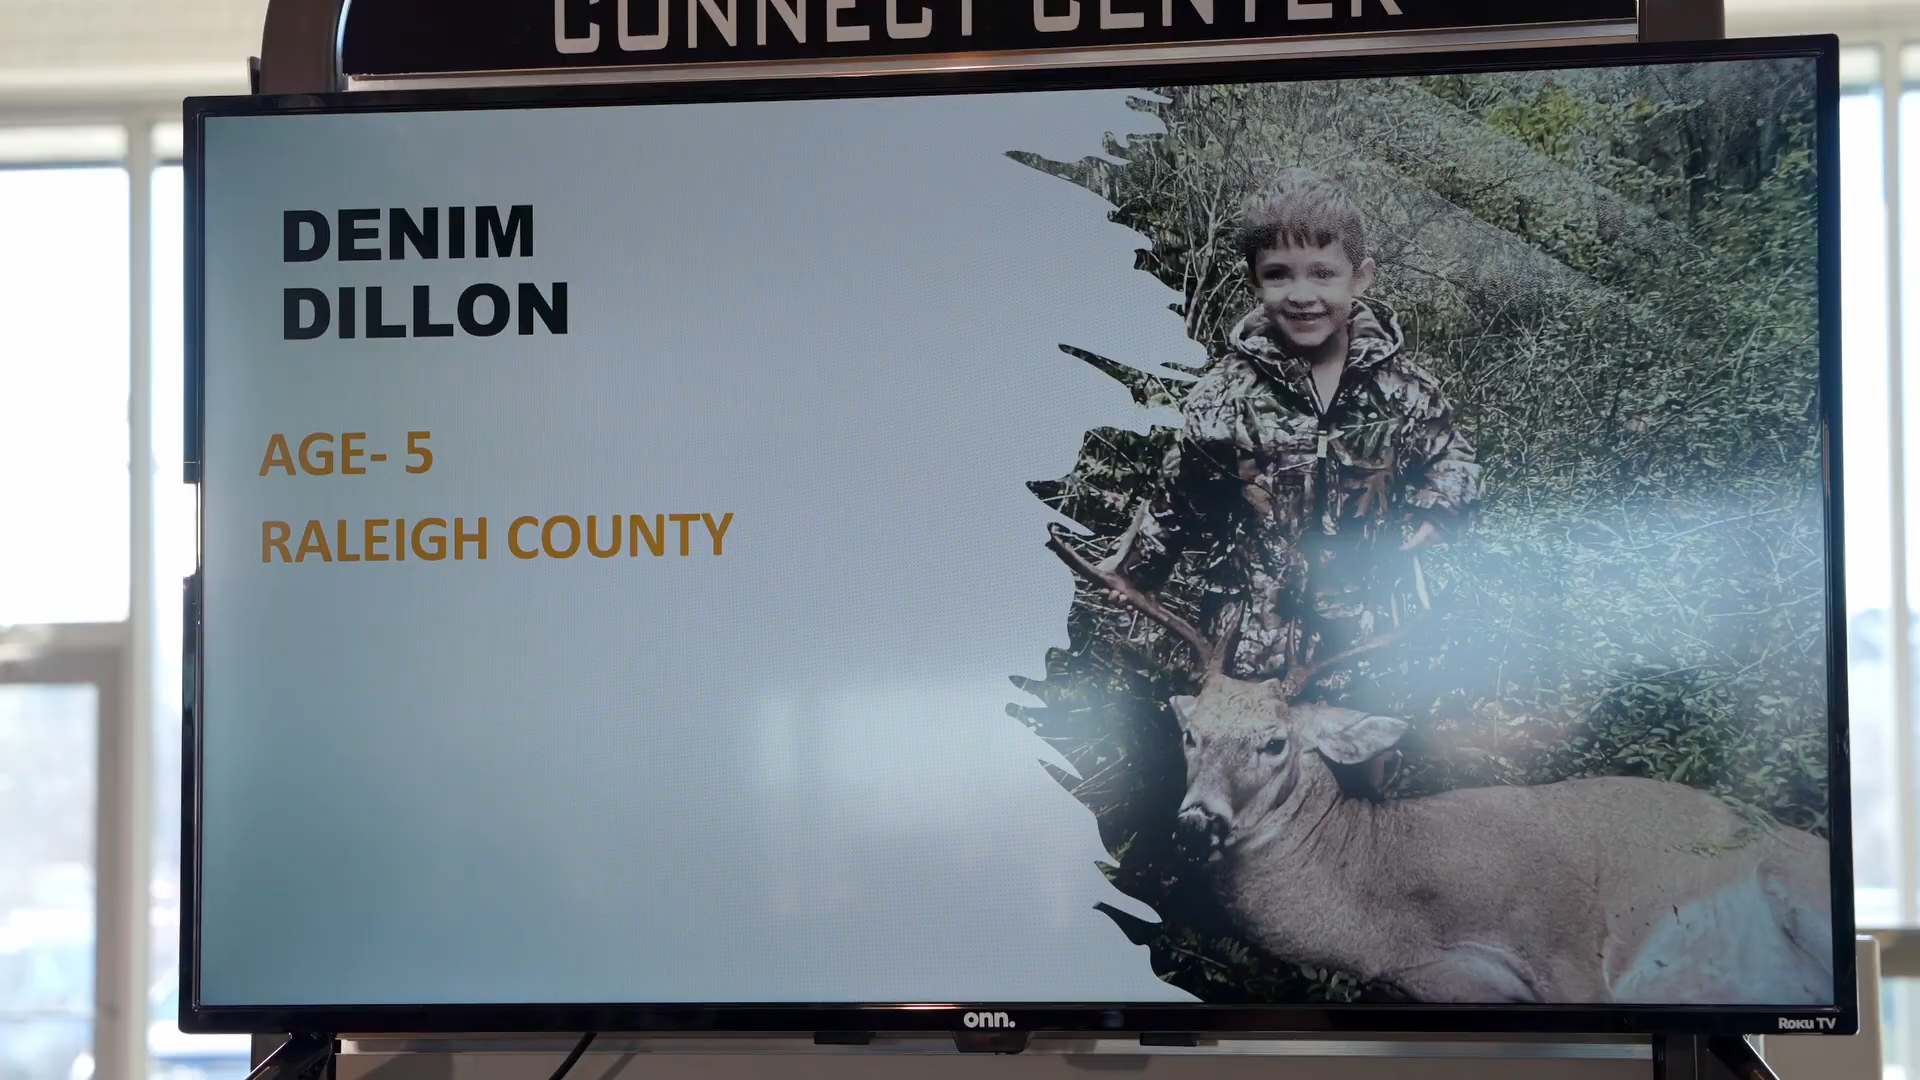 CONNECT CENTER
DENIM
DILLON
AGE- 5
RALEIGH COUNTY
onn.
Roku TV